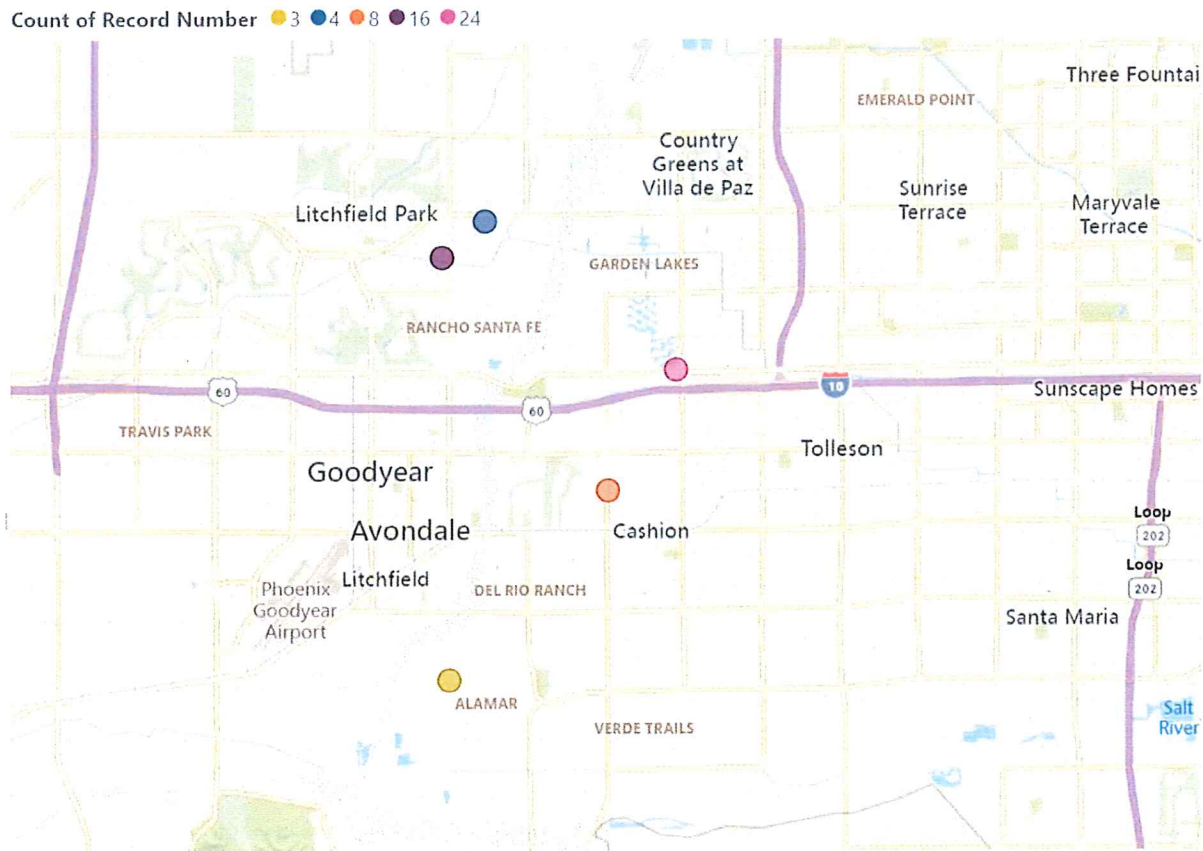 Count of Record Number 3 4 8 16 24
Three Fountai
EMERALD POINT
Country
Greens at
Villa de Paz
Sunrise
Terrace
Maryvale
Terrace
Litchfield Park
GARDEN LAKES
RANCHO SANTA FE
60
60
10
Sunscape Homes
TRAVIS PARK
Tolleson
Goodyear
Avondale
Cashion
Loop
202
Loop
202
Litchfield
Phoenix
Goodyear
Airport
DEL RIO RANCH
Santa Maria
ALAMAR
VERDE TRAILS
Salt
River